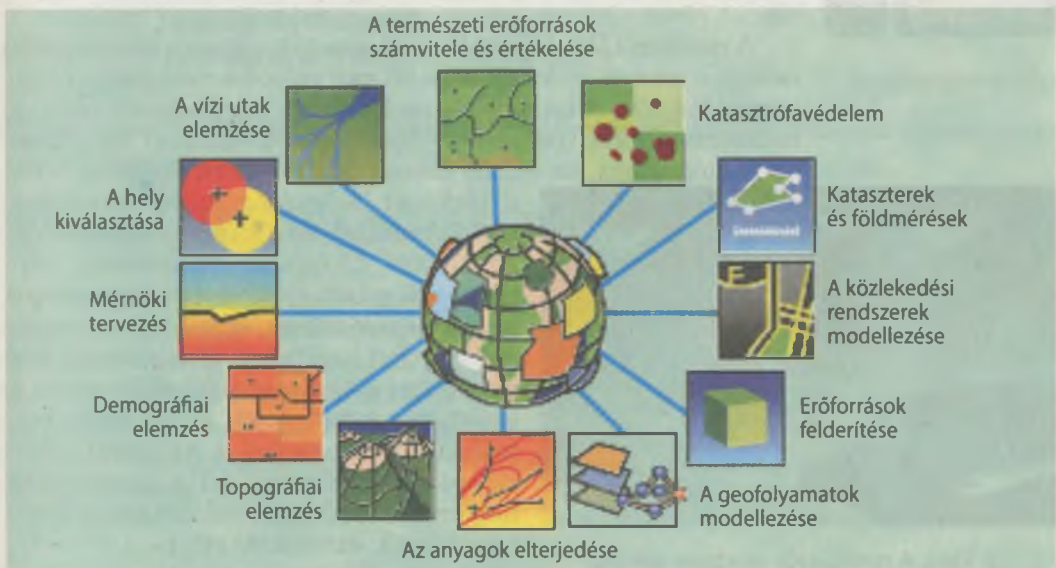 A természeti erőforrások
számvitele és értékelése
A vízi utak
elemzése
Katasztrófavédelem
A hely
kiválasztása
Kataszterek
és földmérések
Mérnöki
tervezés
A közlekedési
rendszerek
modellezése
Demográfiai
elemzés
Erőforrások
felderítése
Topográfiai
elemzés
A geofolyamatok
modellezése
Az anyagok elterjedése